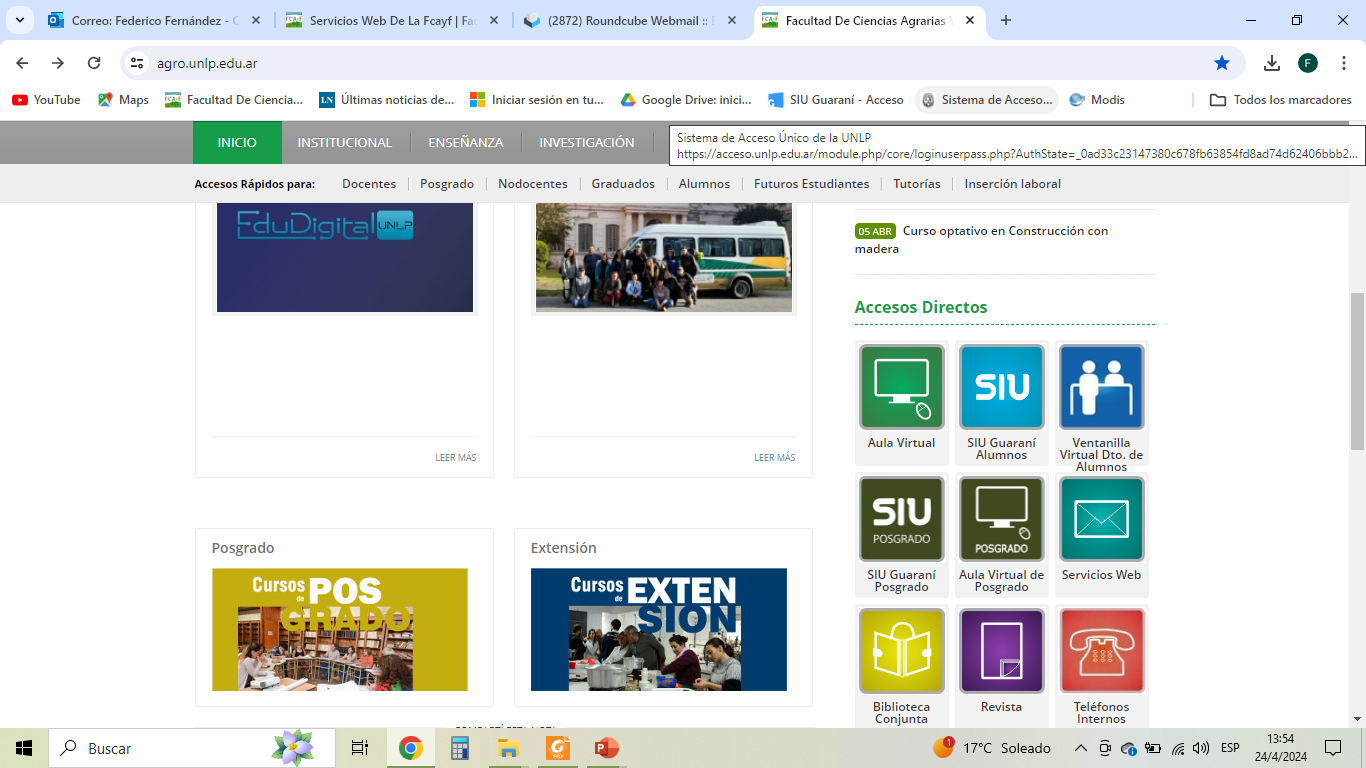 Correo: Federico Fernández - O
Servicios Web De La Fcayf | Fa
(2872) Roundcube Webmail ::
Facultad De Ciencias Agrarias
agro.unlp.edu.ar
F
YouTube
Maps
Facultad De Ciencia...
LN
Últimas noticias de...
Iniciar sesión en tu...
Google Drive: inici...
SIU Guaraní - Acceso
Sistema de Acceso...
Modis
Todos los marcadores
INICIO
INSTITUCIONAL
ENSEÑANZA
INVESTIGACIÓN
Sistema de Acceso Único de la UNLP
https://acceso.unlp.edu.ar/module.php/core/loginuserpass.php?AuthState=_0ad33c23147380c678fb63854fd8ad74d62406bbb2...
Accesos Rápidos para:
Docentes
Posgrado
Nodocentes
Graduados
Alumnos
Futuros Estudiantes
Tutorías
Inserción laboral
EduDigital UNLP
05 ABR Curso optativo en Construcción con
madera
LEER MÁS
LEER MÁS
Accesos Directos
Aula Virtual
SIU
SIU Guaraní
Alumnos
Ventanilla
Virtual Dto. de
Alumnos
SIU
POSGRADO
SIU Guaraní
Posgrado
POSGRADO
Aula Virtual de
Posgrado
Servicios Web
Biblioteca
Conjunta
Revista
Teléfonos
Internos
Posgrado
Cursos
de
POS
GRADO
Extensión
Cursos
de
EXTEN
SION
Buscar
PDF
1
17°C Soleado
ESP
13:54
24/4/2024